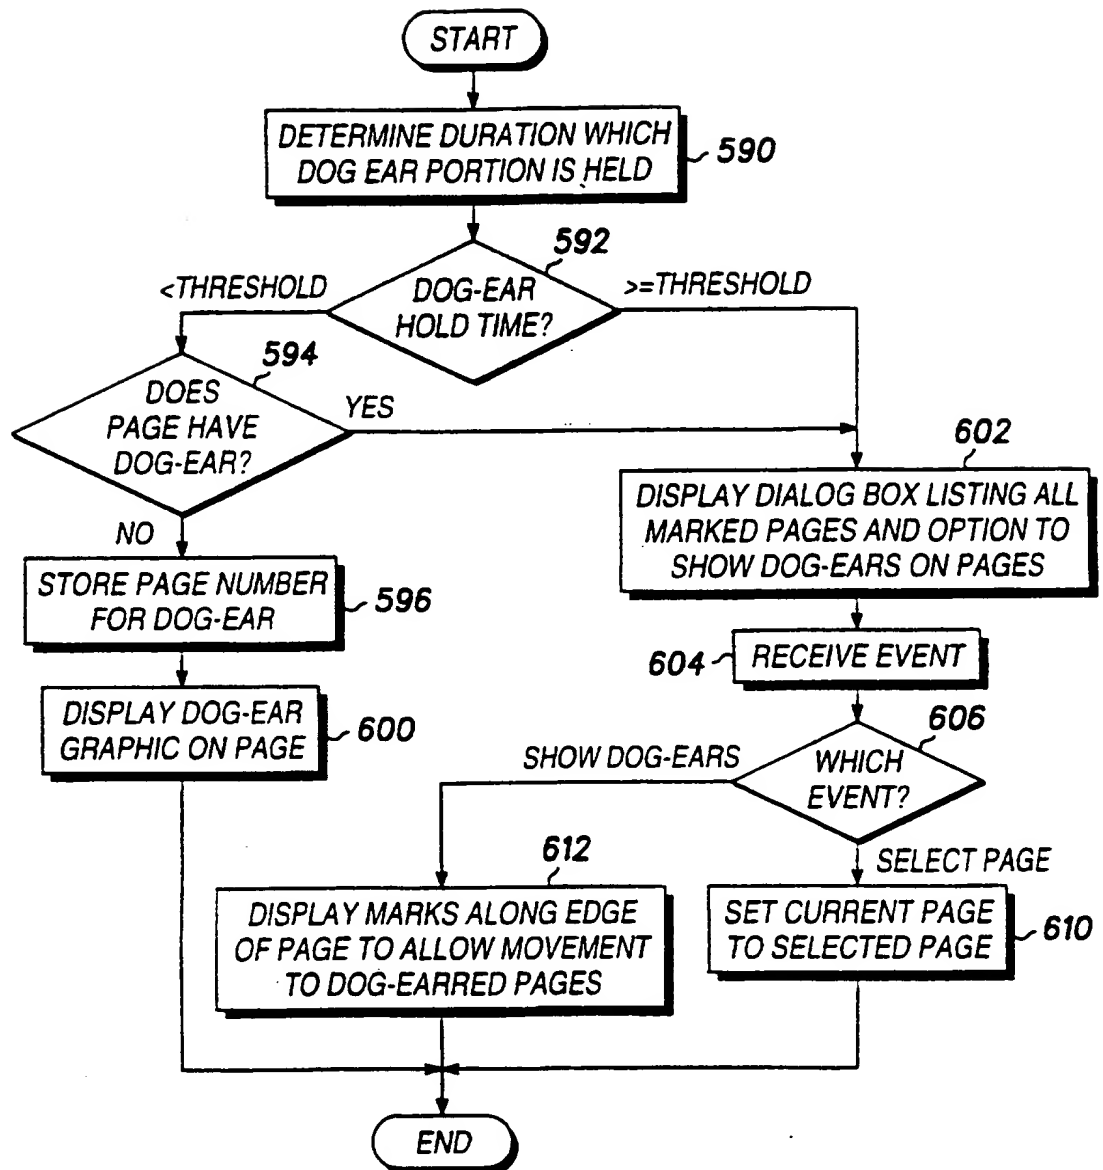 START
DETERMINE DURATION WHICH
DOG EAR PORTION IS HELD
590
592
<THRESHOLD
DOG-EAR
HOLD TIME?
>=THRESHOLD
594
DOES
PAGE HAVE
DOG-EAR?
YES
NO
602
DISPLAY DIALOG BOX LISTING ALL
MARKED PAGES AND OPTION TO
SHOW DOG-EARS ON PAGES
STORE PAGE NUMBER
FOR DOG-EAR
596
604
RECEIVE EVENT
DISPLAY DOG-EAR
GRAPHIC ON PAGE
600
606
SHOW DOG-EARS
WHICH
EVENT?
SELECT PAGE
612
DISPLAY MARKS ALONG EDGE
OF PAGE TO ALLOW MOVEMENT
TO DOG-EARRED PAGES
SET CURRENT PAGE
TO SELECTED PAGE
610
END